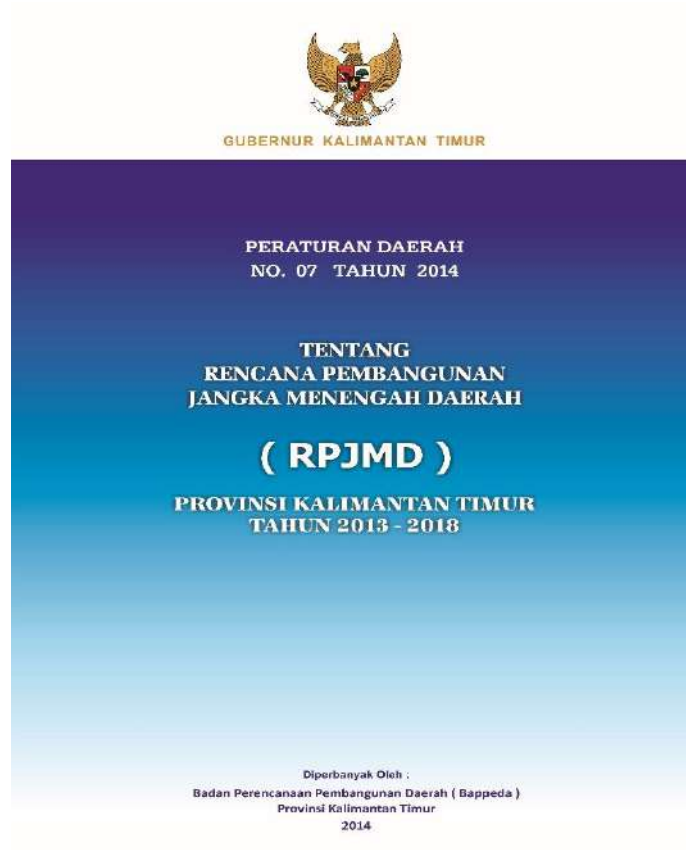 GUBERNUR KALIMANTAN TIMUR
PERATURAN DAERAH
NO. 07 TAHUN 2014
TENTANG
RENCANA PEMBANGUNAN
JANGKA MENENGAH DAERAH
( RPJMD )
PROVINSI KALIMANTAN TIMUR
TAHUN 2013 - 2018
Diperbanyak Oleh :
Badan Perencanaan Pembangunan Daerah ( Bappeda )
Provinsi Kalimantan Timur
2014